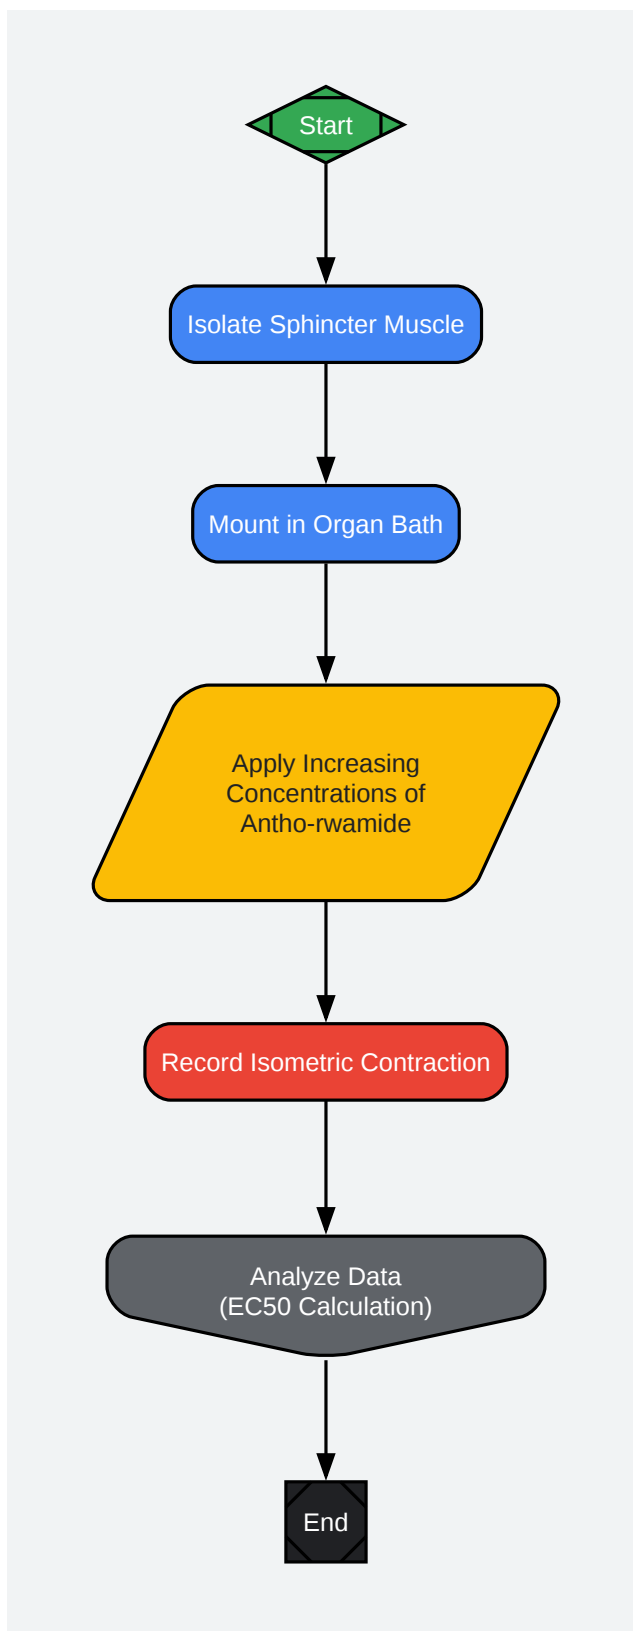 Start
Isolate Sphincter Muscle
Mount in Organ Bath
Apply Increasing
Concentrations of
Antho-rwamide
Record Isometric Contraction
Analyze Data
(EC50 Calculation)
End